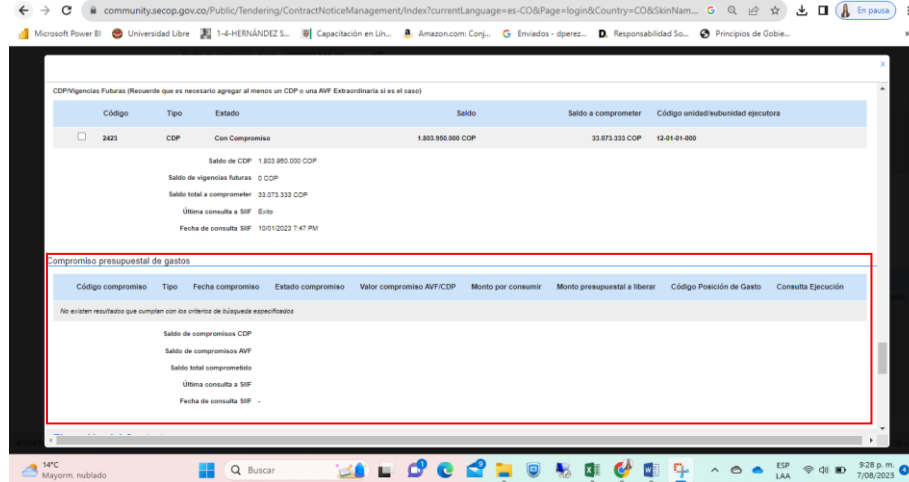 community.secop.gov.co/Public/Tendering/ContractNoticeManagement/Index?currentLanguage=es-CO&Page=login&Country=CO&SkinNam...
En pausa
Microsoft Power BI Universidad Libre 1-4-HERNÁNDEZ S... Capacitación en Lín... Amazon.com: Conj... Enviados - dperez... Responsabilidad So... Principios de Gobie...
x
CDP/Vigencias Futuras (Recuerde que es necesario agregar al menos un CDP o una AVF Extraordinaria si es el caso)
Código Tipo Estado Saldo Saldo a comprometer Código unidad/subunidad ejecutora
2423 CDP Con Compromiso 1.803.950.000 COP 33.073.333 COP 12-01-01-000
Saldo de CDP 1.803.950.000 COP
Saldo de vigencias futuras 0 COP
Saldo total a comprometer 33.073.333 COP
Última consulta a SIIF Exito
Fecha de consulta SIIF 10/01/2023 7:47 PM
Compromiso presupuestal de gastos
Código compromiso Tipo Fecha compromiso Estado compromiso Valor compromiso AVF/CDP Monto por consumir Monto presupuestal a liberar Código Posición de Gasto Consulta Ejecución
No existen resultados que cumplan con los criterios de búsqueda especificados
Saldo de compromisos CDP
Saldo de compromisos AVF
Saldo total comprometido
Última consulta a SIIF
Fecha de consulta SIIF -
14°C
Mayorm. nublado
Buscar
ESP
LAA
9:28 p. m.
7/08/2023